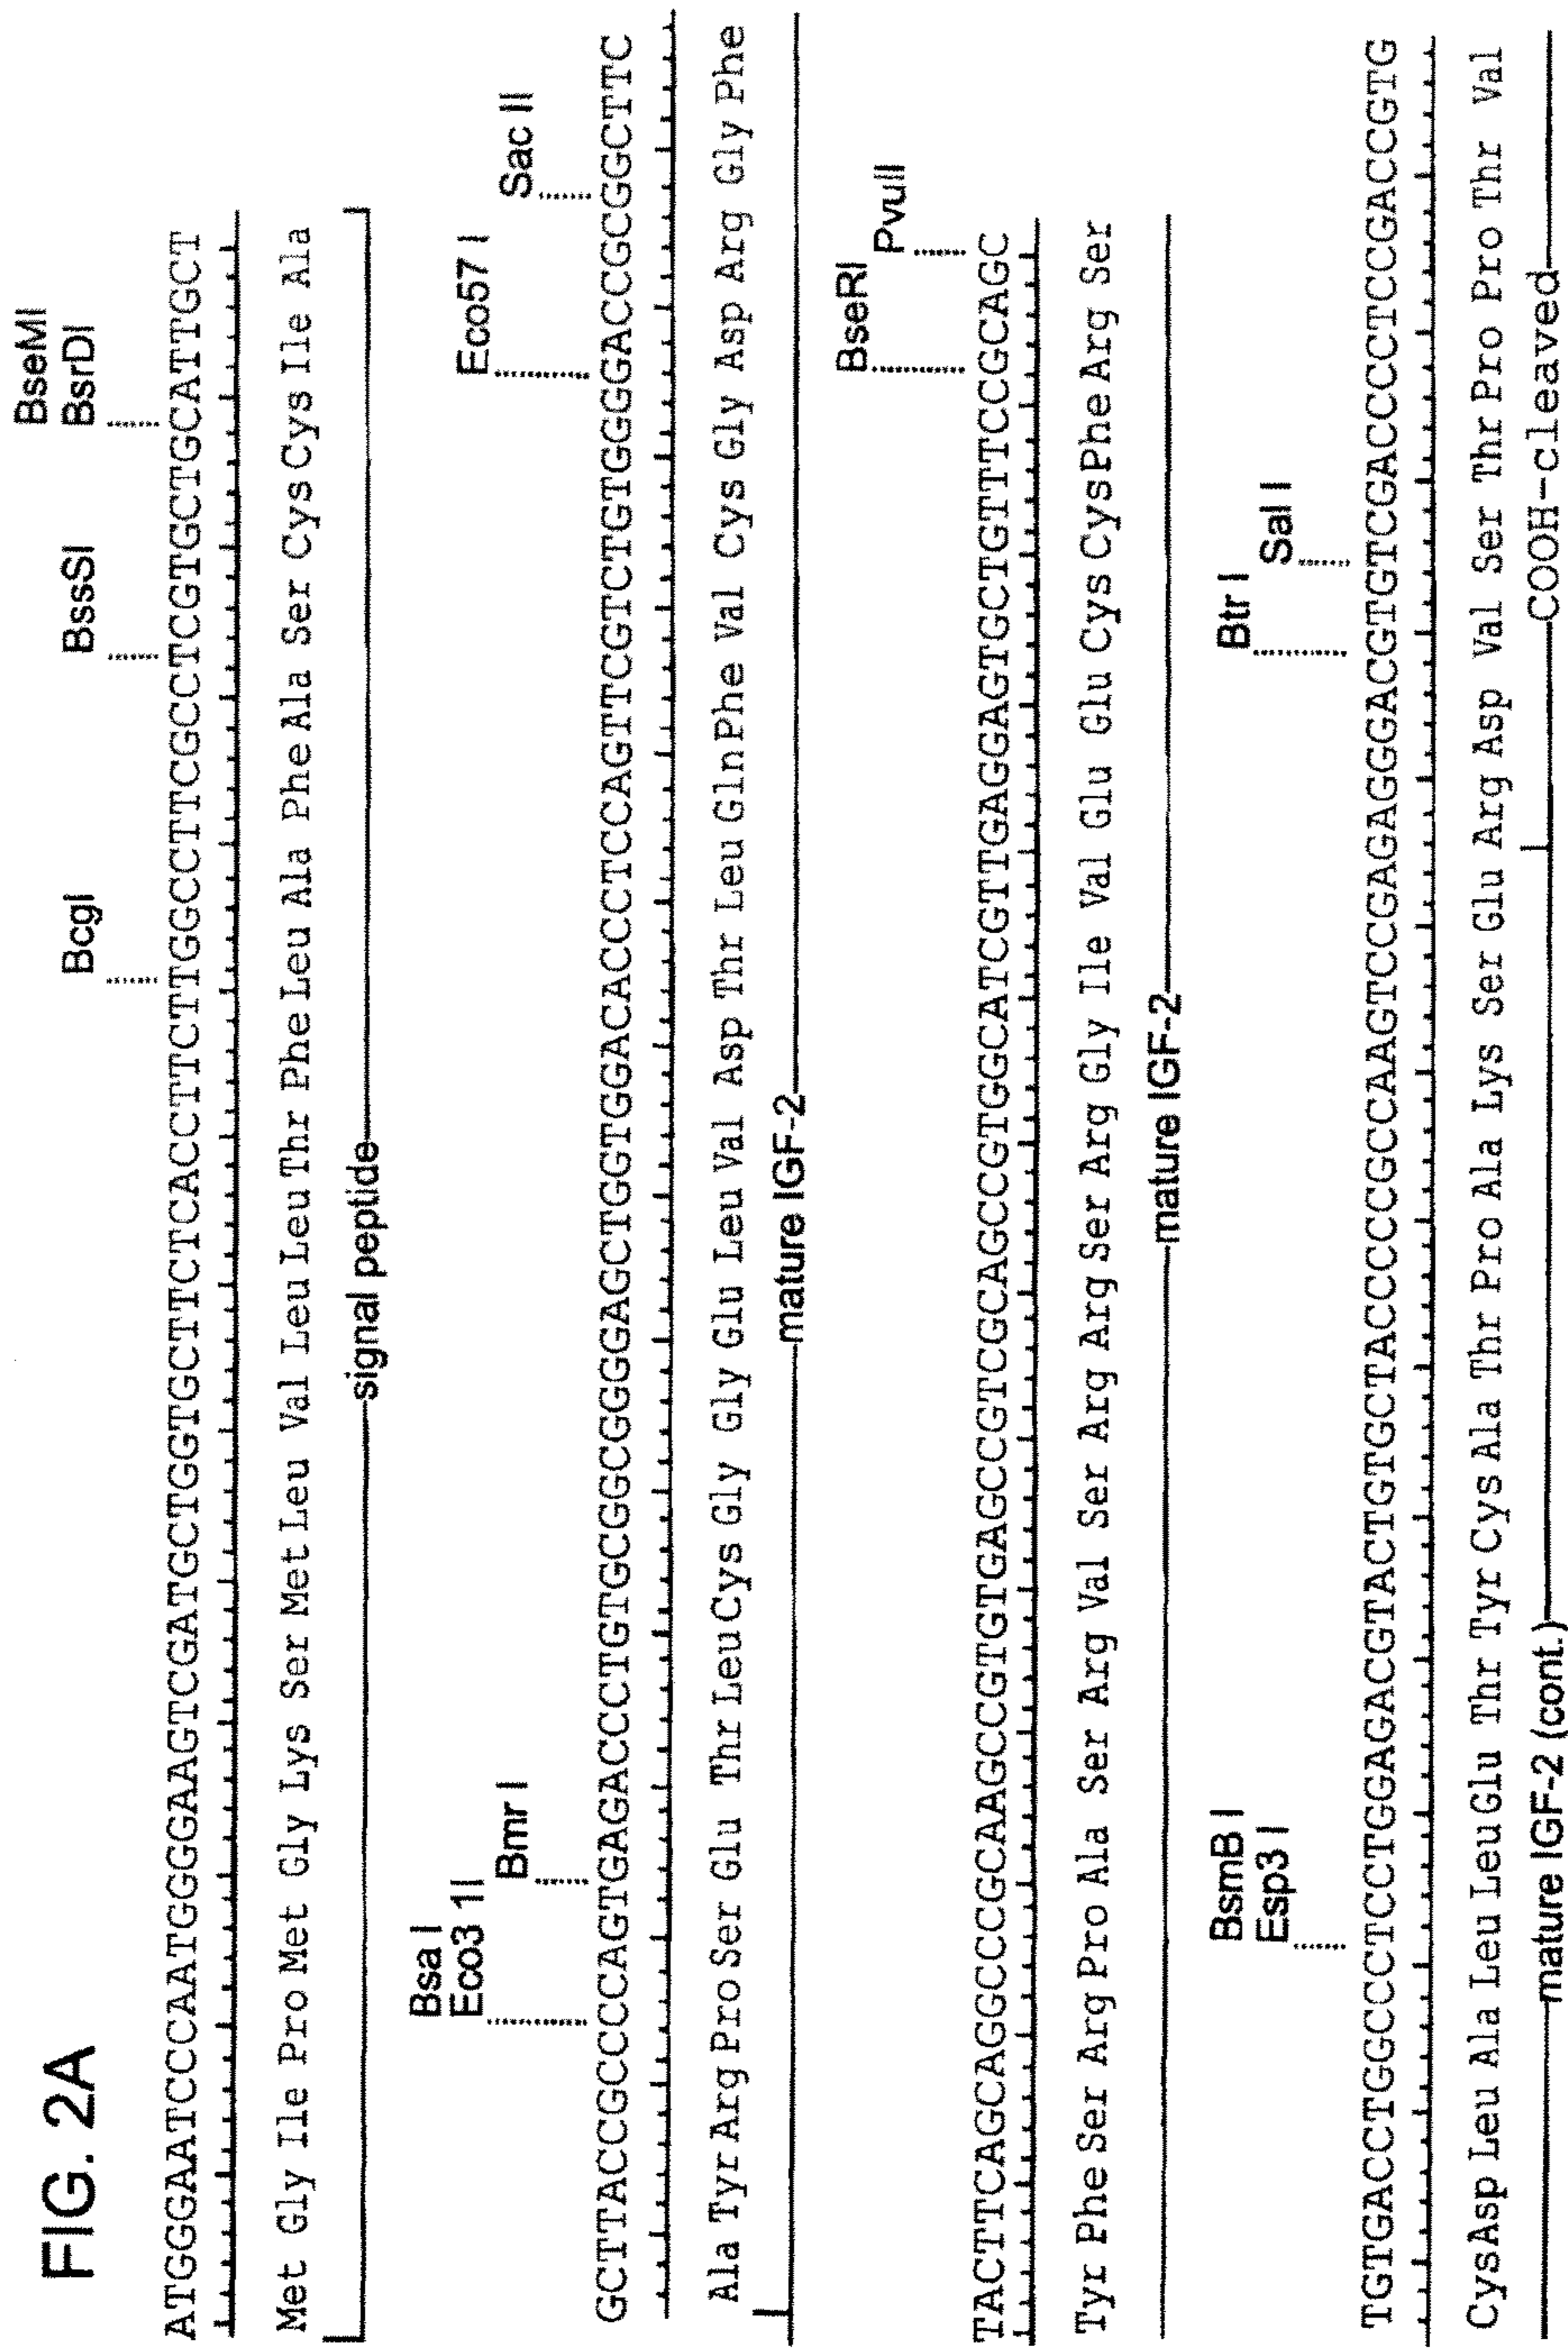 FIG. 2A
BseMI
BcgI BssSI BsrDI
ATGGGAATCCCAATGGGGAAGTCGATGCTGGTGCTTCTCACCTTCTTGGCCTTCGCCTCGTGCTGCATTGCT
Met Gly Ile Pro Met Gly Lys Ser Met Leu Val Leu Leu Thr Phe Leu Ala Phe Ala Ser Cys Cys Ile Ala
signal peptide
Bsa I
Eco3 1I Eco57 I
Bmr I Sac II
GCTTACCGCCCCAGTGAGACCCTGTGCGGCGGGGAGCTGGTGGACACCCTCCAGTTCGTCTGTGGGGACCGCGGCTTC
Ala Tyr Arg Pro Ser Glu Thr Leu Cys Gly Gly Glu Leu Val Asp Thr Leu Gln Phe Val Cys Gly Asp Arg Gly Phe
mature IGF-2
BseRI
PvuII
TACTTCAGCAGGCCCGCAAGCCGTGTGAGCCGTCGCAGCCGTGGCATCGTTGAGGAGTGCTGTTTCCGCAGC
Tyr Phe Ser Arg Pro Ala Ser Arg Val Ser Arg Arg Ser Arg Gly Ile Val Glu Glu Cys Cys Phe Arg Ser
mature IGF-2
BsmB I Btr I
Esp3 I Sal I
TGTGACCTGGCCCTCCTGGAGACGTACTGTGCTACCCCCGCCAAGTCCGAGAGGGACGTGTCGACCCCTCCGACCGTG
Cys Asp Leu Ala Leu Leu Glu Thr Tyr Cys Ala Thr Pro Ala Lys Ser Glu Arg Asp Val Ser Thr Pro Pro Thr Val
mature IGF-2 (cont.) COOH-cleaved